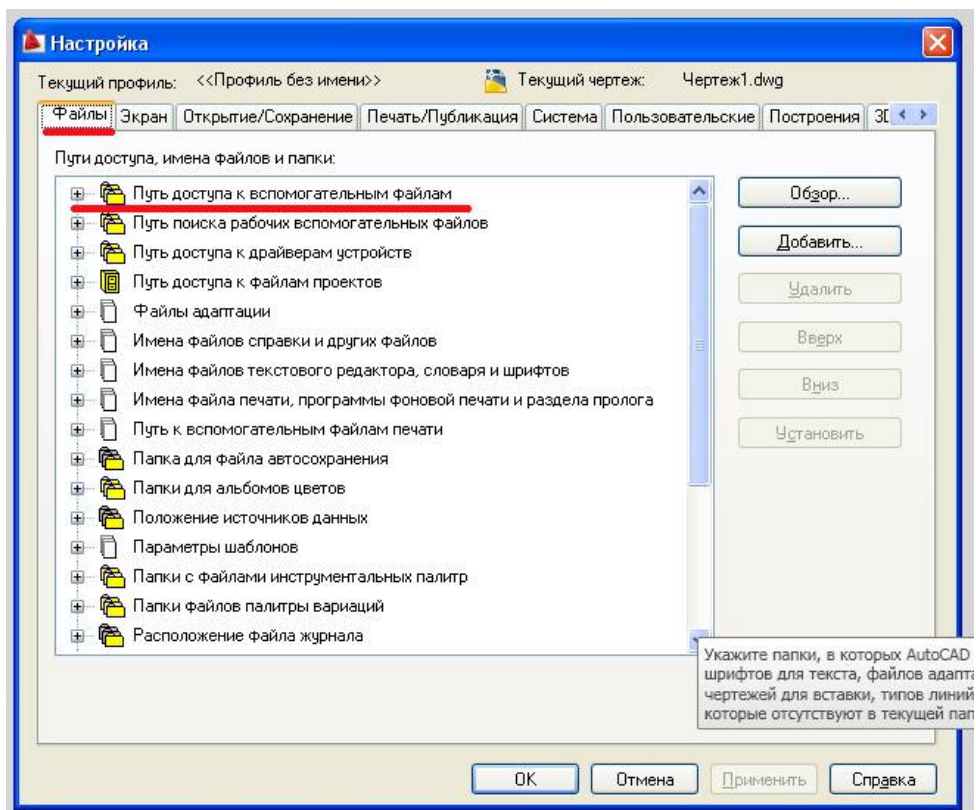 Настройка
Текущий профиль: <<Профиль без имени>> Текущий чертеж: Чертеж1.dwg
Файлы Экран Открытие/Сохранение Печать/Публикация Система Пользовательские Построения 3D
Пути доступа, имена файлов и папки:
Путь доступа к вспомогательным файлам
Путь поиска рабочих вспомогательных файлов
Путь доступа к драйверам устройств
Путь доступа к файлам проектов
Файлы адаптации
Имена файлов справки и других файлов
Имена файлов текстового редактора, словаря и шрифтов
Имена файла печати, программы фоновой печати и раздела пролога
Путь к вспомогательным файлам печати
Папка для файла автосохранения
Папки для альбомов цветов
Положение источников данных
Параметры шаблонов
Папки с файлами инструментальных палитр
Папки файлов палитры вариаций
Расположение файла журнала
Обзор...
Добавить...
Удалить
Вверх
Вниз
Установить
Укажите папки, в которых AutoCAD
шрифтов для текста, файлов адапта
чертежей для вставки, типов линий
которые отсутствуют в текущей пап
OK Отмена Применить Справка